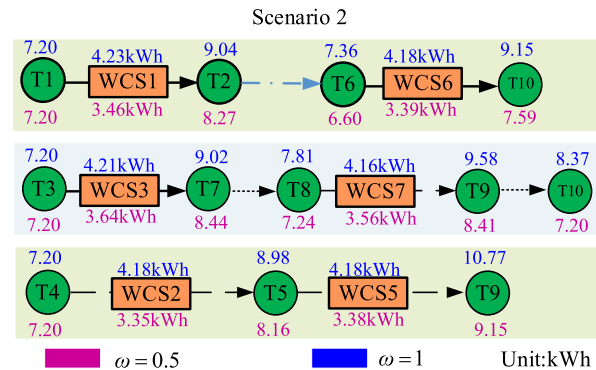 Scenario 2
7.20 4.23kWh 9.04 7.36 4.18kWh 9.15
T1 WCS1 T2 T6 WCS6 T10
7.20 3.46kWh 8.27 6.60 3.39kWh 7.59
7.20 4.21kWh 9.02 7.81 4.16kWh 9.58 8.37
T3 WCS3 T7 T8 WCS7 T9 T10
7.20 3.64kWh 8.44 7.24 3.56kWh 8.41 7.20
7.20 4.18kWh 8.98 4.18kWh 10.77
T4 WCS2 T5 WCS5 T9
7.20 3.35kWh 8.16 3.38kWh 9.15
ω = 0.5 ω = 1 Unit:kWh